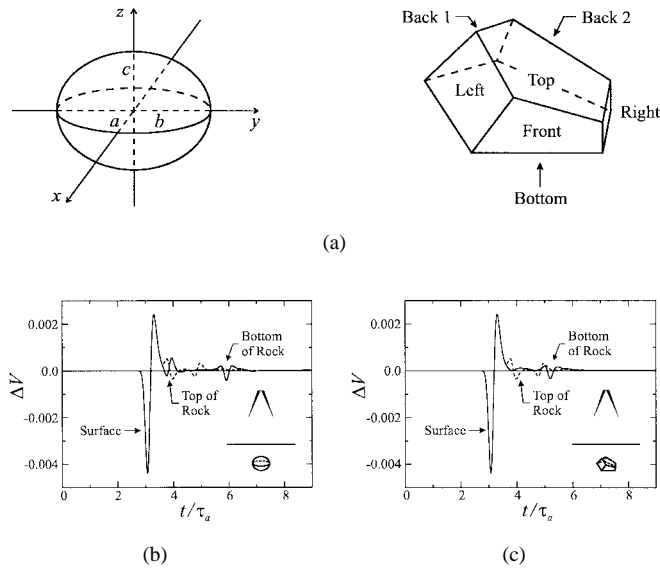 z
c
a
b
y
x
Back 1
Back 2
Left
Top
Right
Front
Bottom
(a)
0.002
0.0
-0.002
-0.004
ΔV
Bottom
of Rock
Top of
Rock
Surface
0
2
4
6
8
t/τa
(b)
0.002
0.0
-0.002
-0.004
ΔV
Bottom
of Rock
Top of
Rock
Surface
0
2
4
6
8
t/τa
(c)